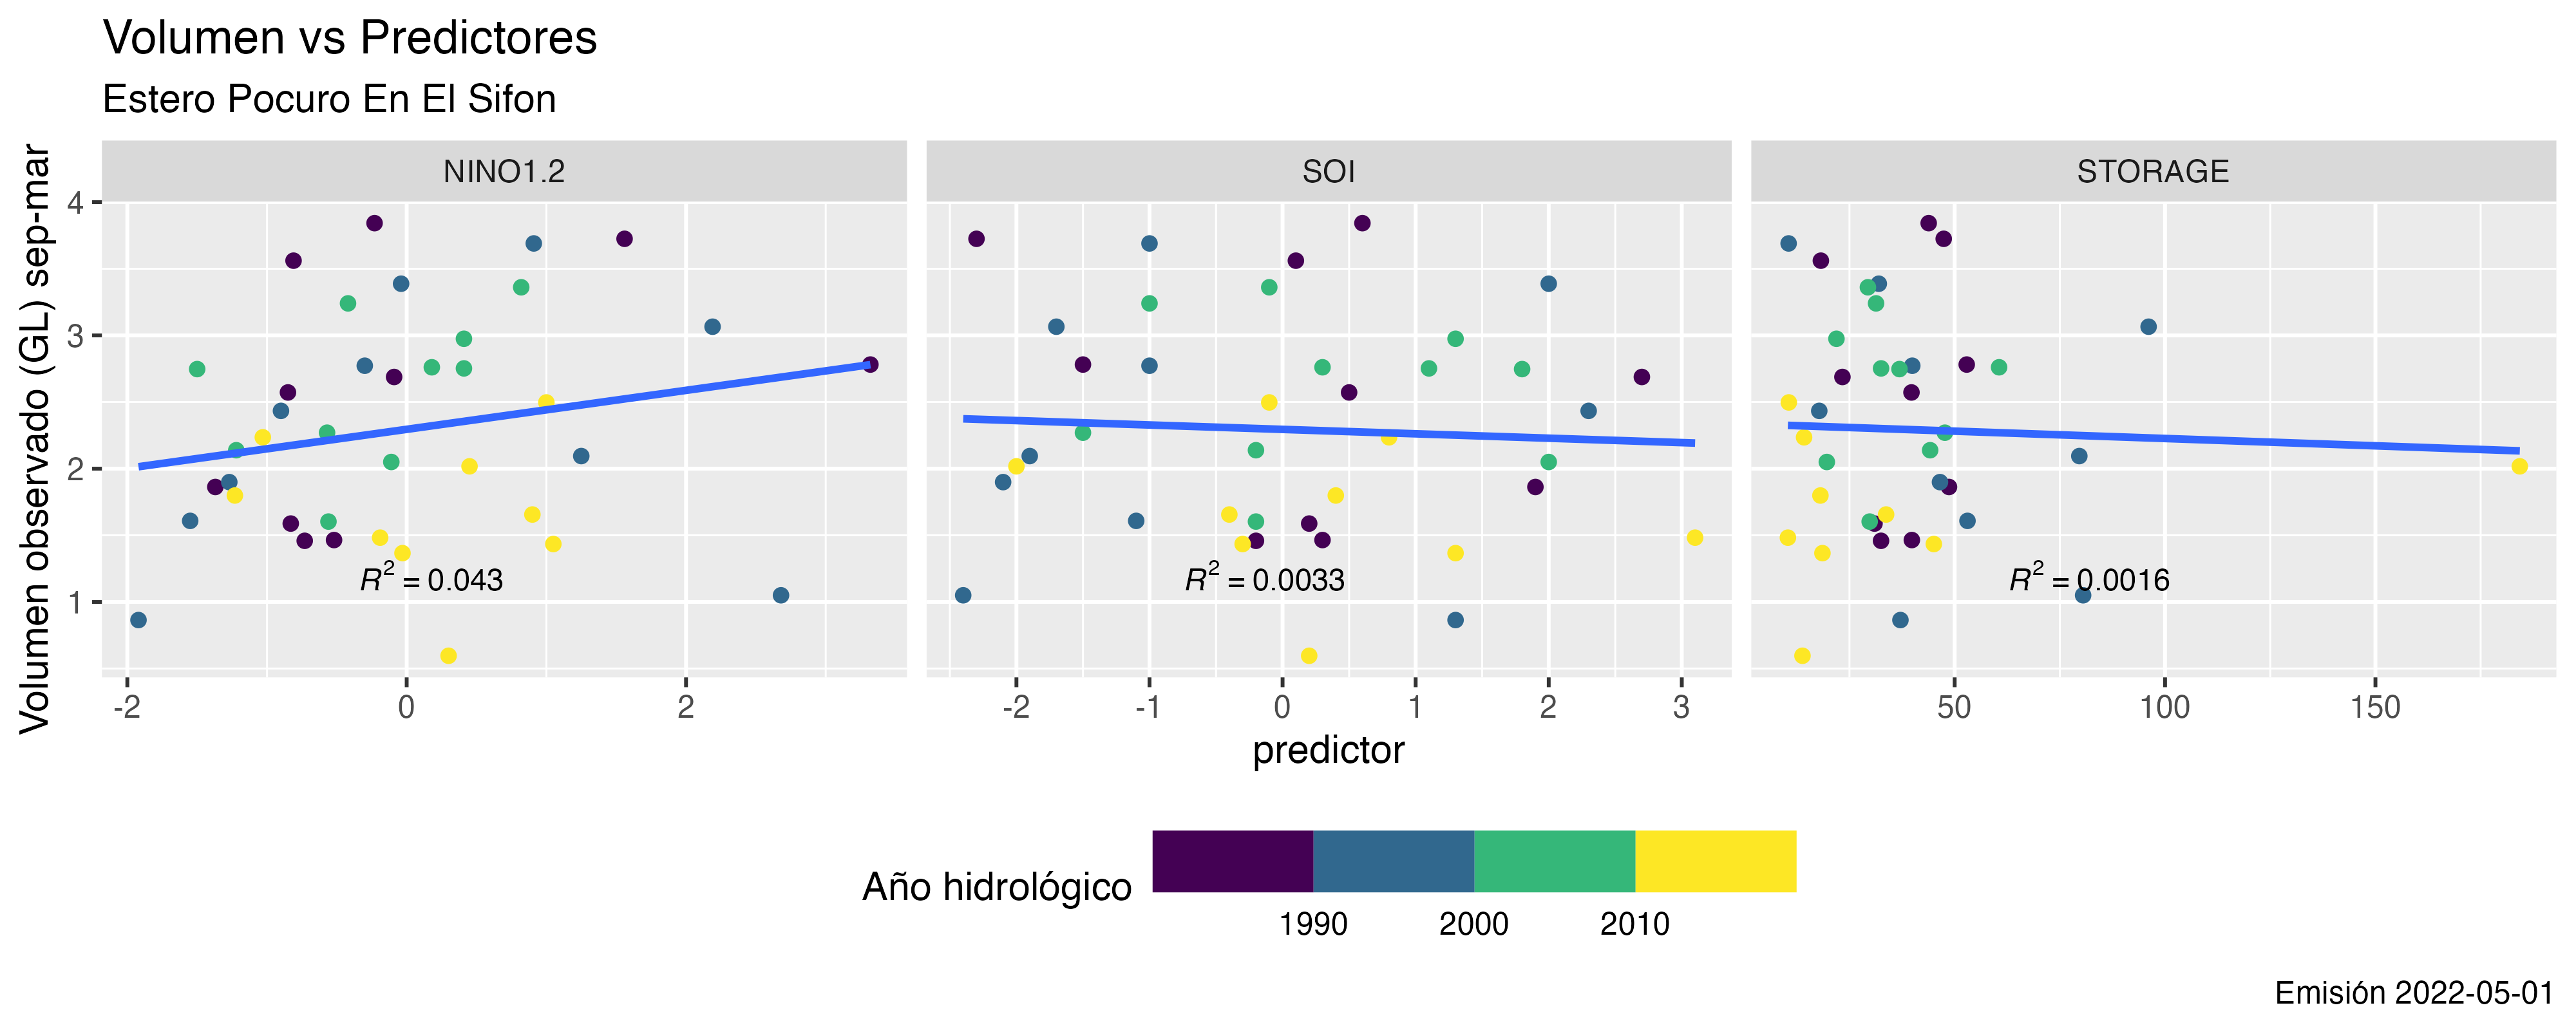 Volumen vs Predictores
Estero Pocuro En El Sifon
Volumen observado (GL) sep-mar
NINO1.2 SOI STORAGE
4
3
2
1
R² = 0.043 R² = 0.0033 R² = 0.0016
-2 0 2 -2 -1 0 1 2 3 50 100 150
predictor
Año hidrológico
1990 2000 2010
Emisión 2022-05-01